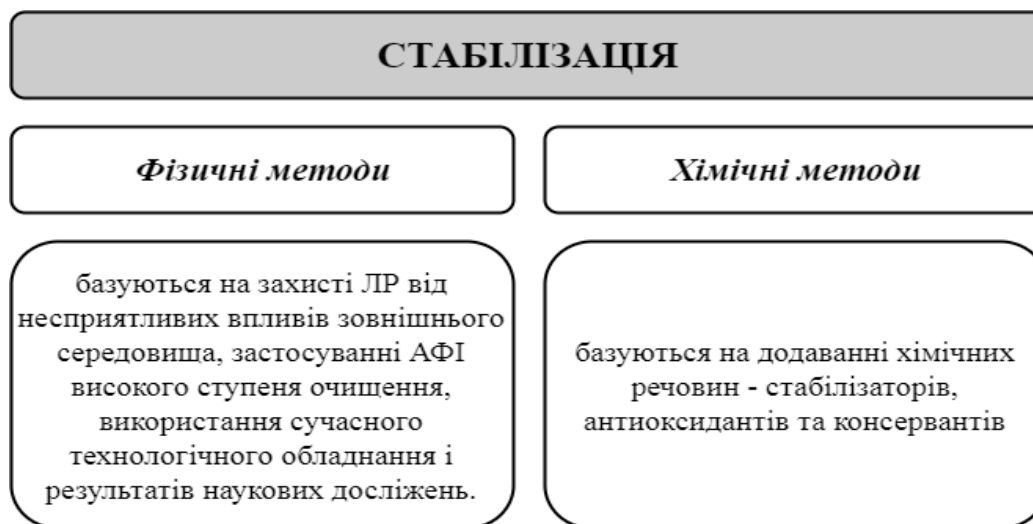 СТАБІЛІЗАЦІЯ
Фізичні методи
Хімічні методи
базуються на захисті ЛР від
несприятливих впливів зовнішнього
середовища, застосуванні АФІ
високого ступеня очищення,
використання сучасного
технологічного обладнання і
результатів наукових досліжень.
базуються на додаванні хімічних
речовин - стабілізаторів,
антиоксидантів та консервантів